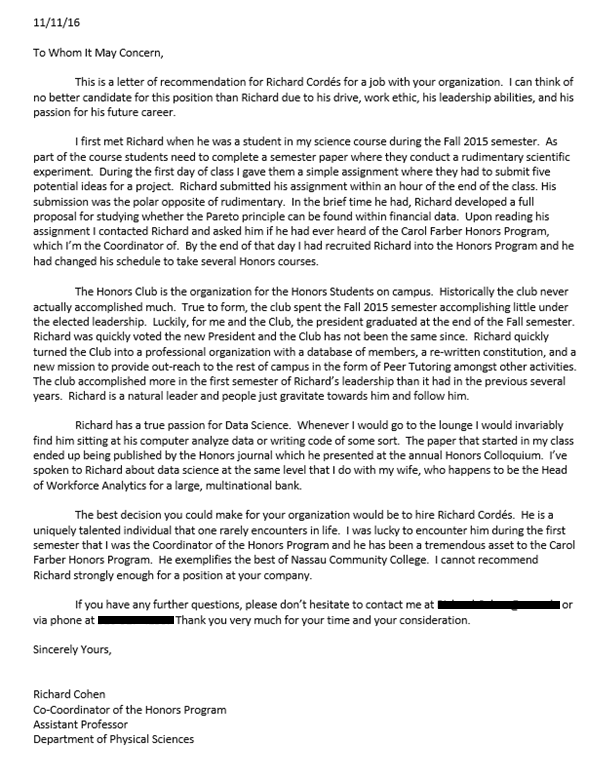 11/11/16
To Whom It May Concern,
This is a letter of recommendation for Richard Cordés for a job with your organization. I can think of
no better candidate for this position than Richard due to his drive, work ethic, his leadership abilities, and his
passion for his future career.
I first met Richard when he was a student in my science course during the Fall 2015 semester. As
part of the course students need to complete a semester paper where they conduct a rudimentary scientific
experiment. During the first day of class I gave them a simple assignment where they had to submit five
potential ideas for a project. Richard submitted his assignment within an hour of the end of the class. His
submission was the polar opposite of rudimentary. In the brief time he had, Richard developed a full
proposal for studying whether the Pareto principle can be found within financial data. Upon reading his
assignment I contacted Richard and asked him if he had ever heard of the Carol Farber Honors Program,
which I'm the Coordinator of. By the end of that day I had recruited Richard into the Honors Program and he
had changed his schedule to take several Honors courses.
The Honors Club is the organization for the Honors Students on campus. Historically the club never
actually accomplished much. True to form, the club spent the Fall 2015 semester accomplishing little under
the elected leadership. Luckily, for me and the Club, the president graduated at the end of the Fall semester.
Richard was quickly voted the new President and the Club has not been the same since. Richard quickly
turned the Club into a professional organization with a database of members, a re-written constitution, and a
new mission to provide out-reach to the rest of campus in the form of Peer Tutoring amongst other activities.
The club accomplished more in the first semester of Richard's leadership than it had in the previous several
years. Richard is a natural leader and people just gravitate towards him and follow him.
Richard has a true passion for Data Science. Whenever I would go to the lounge I would invariably
find him sitting at his computer analyze data or writing code of some sort. The paper that started in my class
ended up being published by the Honors journal which he presented at the annual Honors Colloquium. I've
spoken to Richard about data science at the same level that I do with my wife, who happens to be the Head
of Workforce Analytics for a large, multinational bank.
The best decision you could make for your organization would be to hire Richard Cordés. He is a
uniquely talented individual that one rarely encounters in life. I was lucky to encounter him during the first
semester that I was the Coordinator of the Honors Program and he has been a tremendous asset to the Carol
Farber Honors Program. He exemplifies the best of Nassau Community College. I cannot recommend
Richard strongly enough for a position at your company.
If you have any further questions, please don't hesitate to contact me at or
via phone at Thank you very much for your time and your consideration.
Sincerely Yours,
Richard Cohen
Co-Coordinator of the Honors Program
Assistant Professor
Department of Physical Sciences